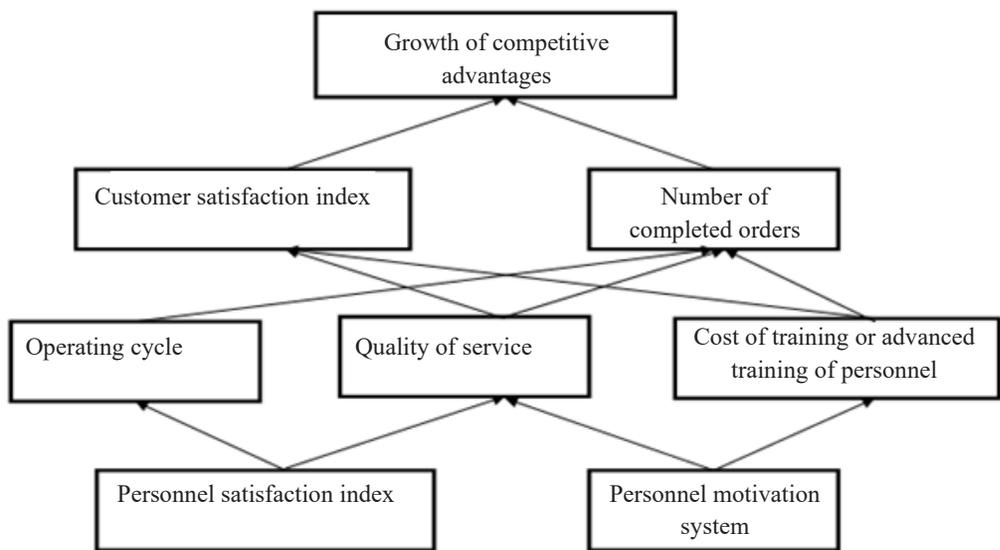 Growth of competitive
advantages
Customer satisfaction index
Number of
completed orders
Operating cycle
Quality of service
Cost of training or advanced
training of personnel
Personnel satisfaction index
Personnel motivation
system